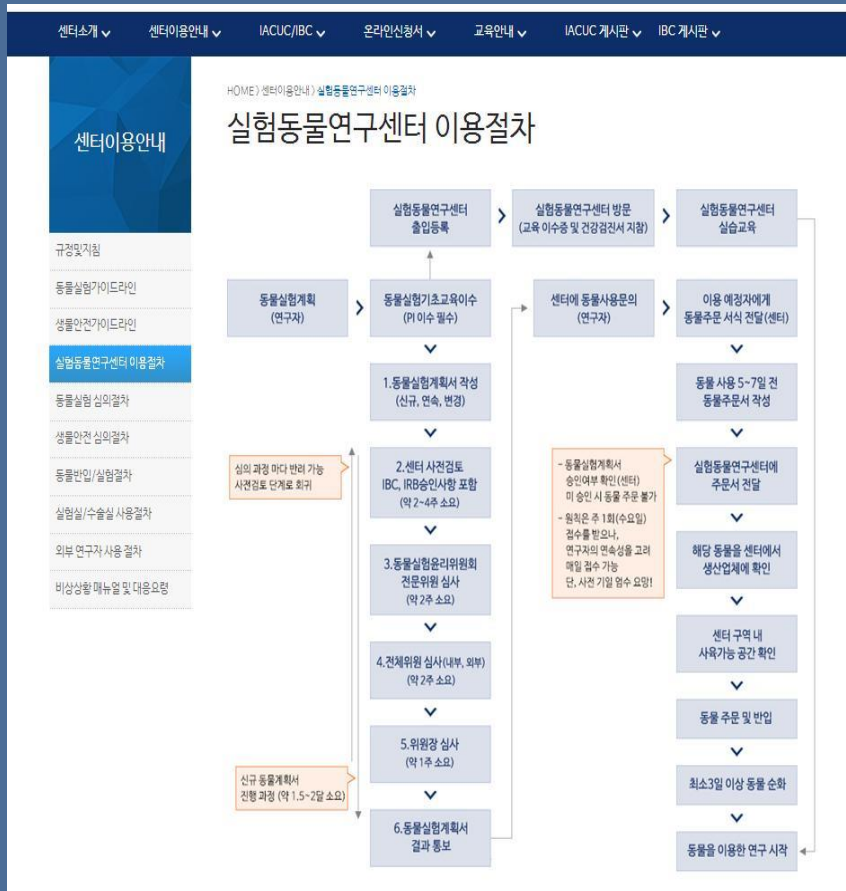 센터소개
센터이용안내
IACUC/IBC
온라인신청서
교육안내
IACUC 게시판
IBC 게시판
센터이용안내
규정및지침
동물실험가이드라인
생물안전가이드라인
실험동물연구센터 이용절차
동물실험 심의절차
생물안전 심의절차
동물반입/실험절차
실험실/수술실 사용절차
외부 연구자 사용 절차
비상상황 매뉴얼 및 대응요령
HOME > 센터이용안내 > 실험동물연구센터 이용절차
실험동물연구센터 이용절차
실험동물연구센터
출입등록
실험동물연구센터 방문
(교육 이수증 및 건강검진서 지참)
실험동물연구센터
실습교육
동물실험계획
(연구자)
동물실험기초교육이수
(PI 이수 필수)
1.동물실험계획서 작성
(신규, 연속, 변경)
2.센터 사전검토
IBC, IRB승인사항 포함
(약 2~4주 소요)
3.동물실험윤리위원회
전문위원 심사
(약 2주 소요)
4.전체위원 심사(내부, 외부)
(약 2주 소요)
5.위원장 심사
(약 1주 소요)
6.동물실험계획서
결과 통보
심의 과정 마다 반려 가능
사전검토 단계로 회귀
신규 동물계획서
진행 과정 (약 1.5~2달 소요)
센터에 동물사용문의
(연구자)
이용 예정자에게
동물주문 서식 전달(센터)
동물 사용 5~7일 전
동물주문서 작성
실험동물연구센터에
주문서 전달
해당 동물을 센터에서
생산업체에 확인
센터 구역 내
사육가능 공간 확인
동물 주문 및 반입
최소3일 이상 동물 순화
동물을 이용한 연구 시작
- 동물실험계획서
승인여부 확인(센터)
미 승인 시 동물 주문 불가
- 원칙은 주 1회(수요일)
접수를 받으나,
연구자의 연속성을 고려
매일 접수 가능
단, 사전 기일 엄수 요망!